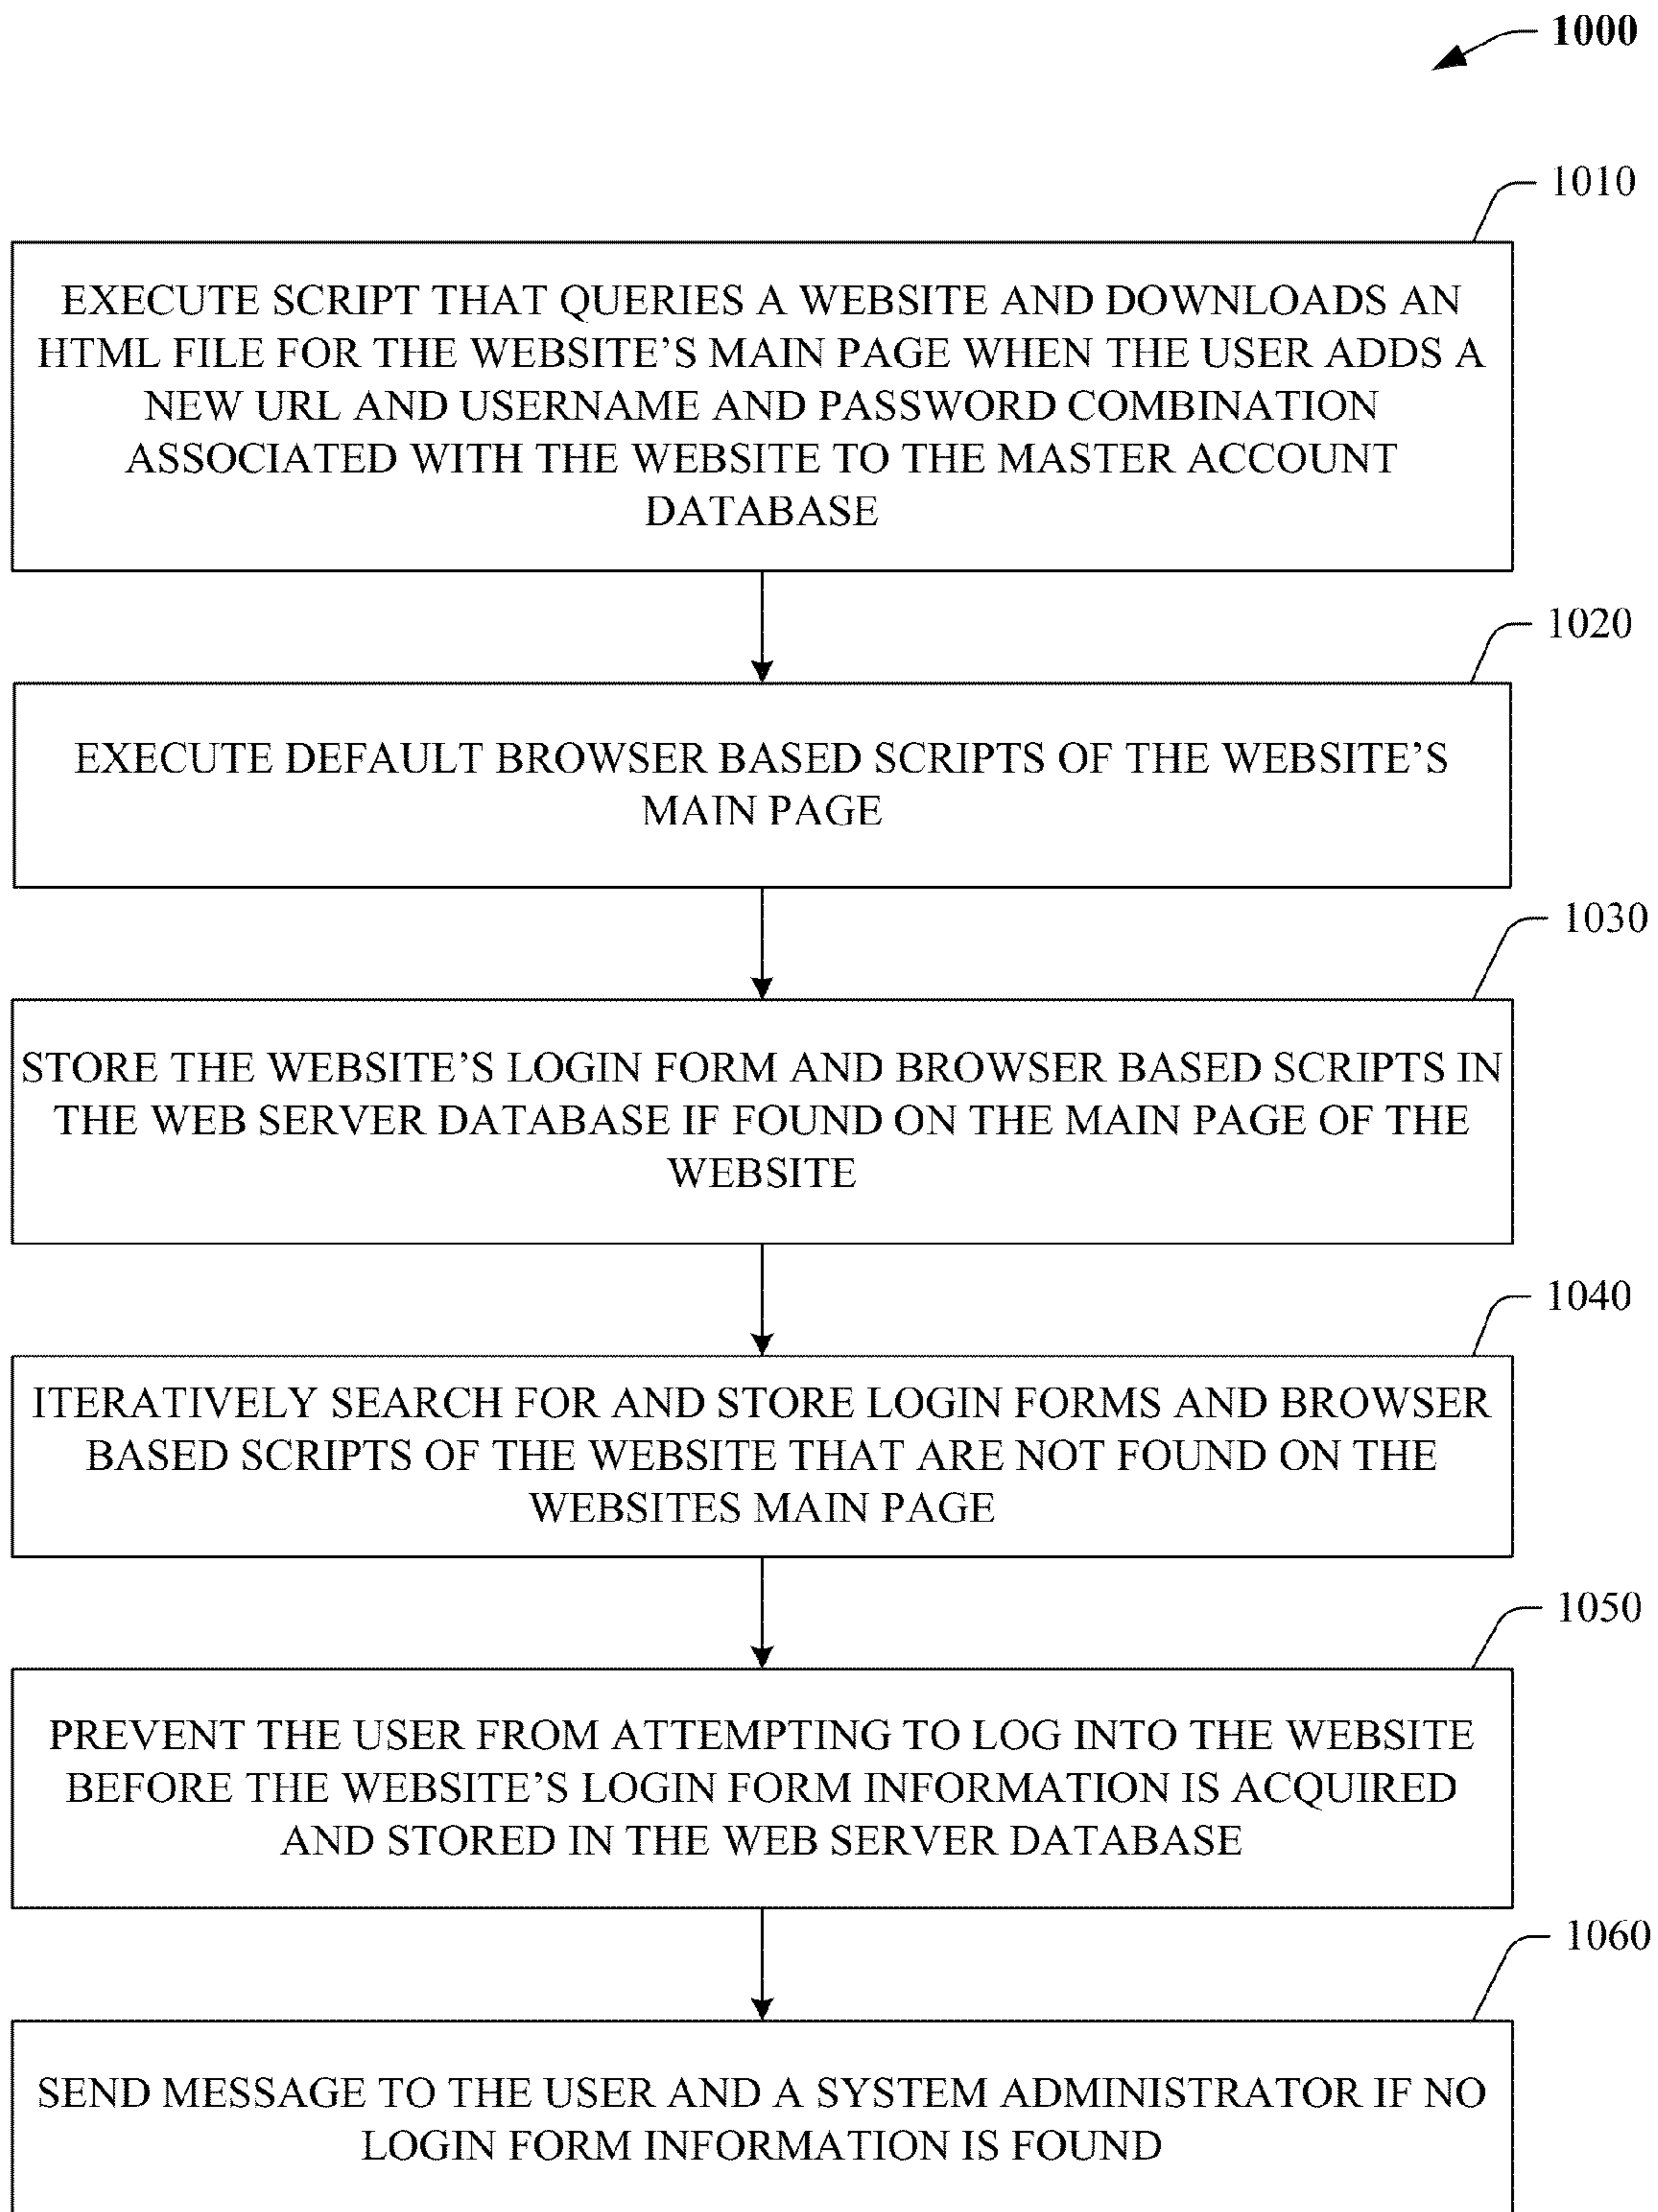 1000
1010
EXECUTE SCRIPT THAT QUERIES A WEBSITE AND DOWNLOADS AN
HTML FILE FOR THE WEBSITE’S MAIN PAGE WHEN THE USER ADDS A
NEW URL AND USERNAME AND PASSWORD COMBINATION
ASSOCIATED WITH THE WEBSITE TO THE MASTER ACCOUNT
DATABASE
1020
EXECUTE DEFAULT BROWSER BASED SCRIPTS OF THE WEBSITE’S
MAIN PAGE
1030
STORE THE WEBSITE’S LOGIN FORM AND BROWSER BASED SCRIPTS IN
THE WEB SERVER DATABASE IF FOUND ON THE MAIN PAGE OF THE
WEBSITE
1040
ITERATIVELY SEARCH FOR AND STORE LOGIN FORMS AND BROWSER
BASED SCRIPTS OF THE WEBSITE THAT ARE NOT FOUND ON THE
WEBSITES MAIN PAGE
1050
PREVENT THE USER FROM ATTEMPTING TO LOG INTO THE WEBSITE
BEFORE THE WEBSITE’S LOGIN FORM INFORMATION IS ACQUIRED
AND STORED IN THE WEB SERVER DATABASE
1060
SEND MESSAGE TO THE USER AND A SYSTEM ADMINISTRATOR IF NO
LOGIN FORM INFORMATION IS FOUND